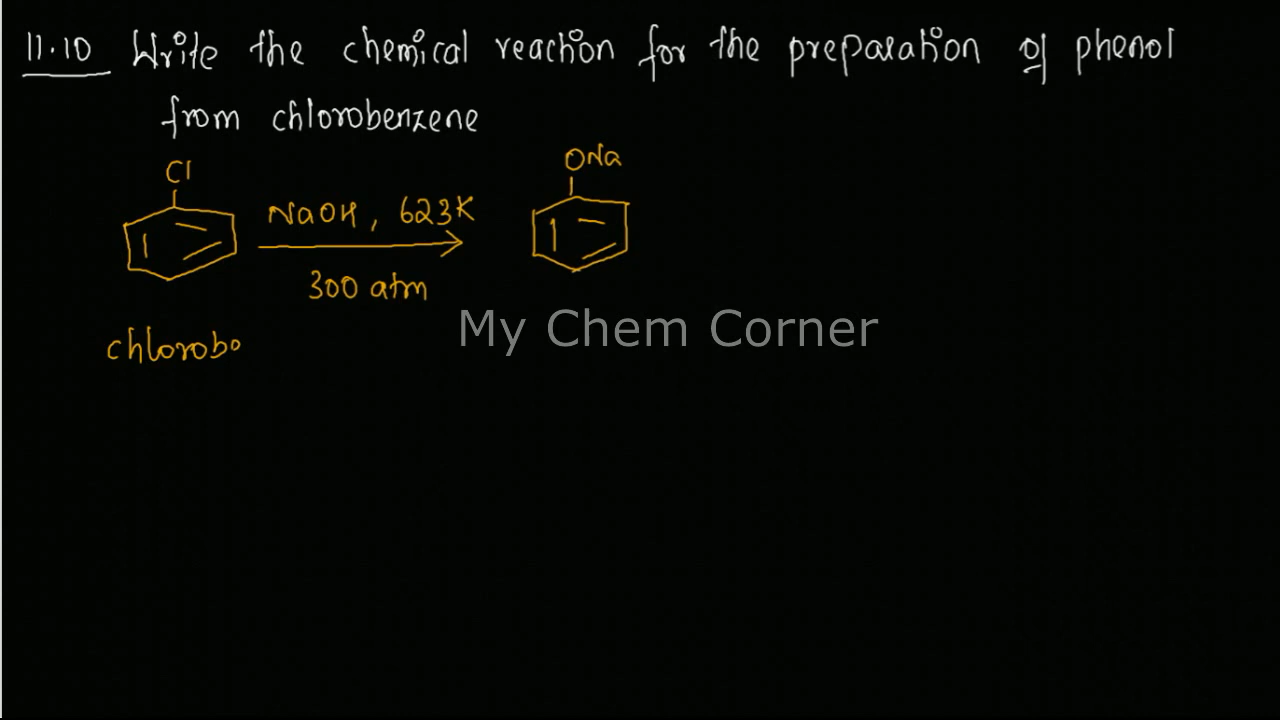 11.10 Write the chemical reaction for the preparation of phenol
from chlorobenzene
Cl
ONa
NaOH, 623K
300 atm
My Chem Corner
chlorobo